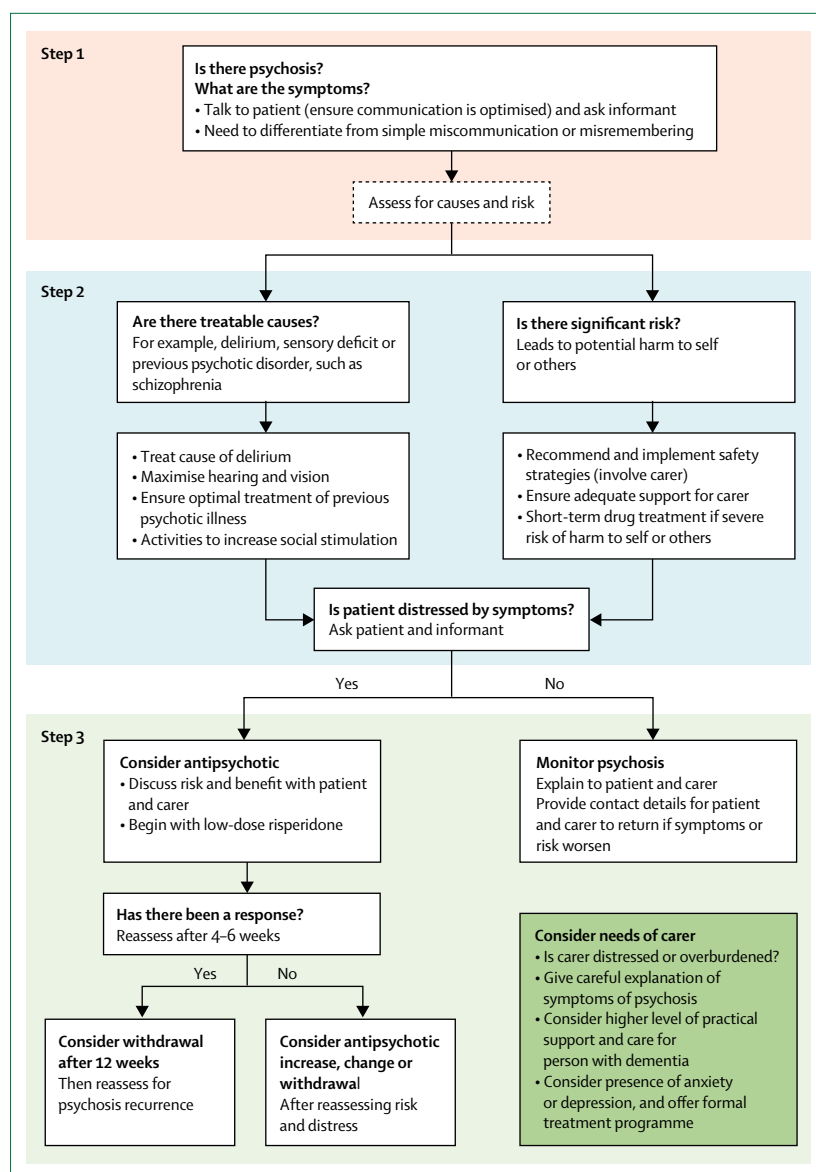 Step 1
Is there psychosis?
What are the symptoms?
• Talk to patient (ensure communication is optimised) and ask informant
• Need to differentiate from simple miscommunication or misremembering
Assess for causes and risk
Step 2
Are there treatable causes?
For example, delirium, sensory deficit or
previous psychotic disorder, such as
schizophrenia
Is there significant risk?
Leads to potential harm to self
or others
• Treat cause of delirium
• Maximise hearing and vision
• Ensure optimal treatment of previous
psychotic illness
• Activities to increase social stimulation
• Recommend and implement safety
strategies (involve carer)
• Ensure adequate support for carer
• Short-term drug treatment if severe
risk of harm to self or others
Is patient distressed by symptoms?
Ask patient and informant
Yes
No
Step 3
Consider antipsychotic
• Discuss risk and benefit with patient
and carer
• Begin with low-dose risperidone
Monitor psychosis
Explain to patient and carer
Provide contact details for patient
and carer to return if symptoms or
risk worsen
Has there been a response?
Reassess after 4–6 weeks
Yes
No
Consider withdrawal
after 12 weeks
Then reassess for
psychosis recurrence
Consider antipsychotic
increase, change or
withdrawal
After reassessing risk
and distress
Consider needs of carer
• Is carer distressed or overburdened?
• Give careful explanation of
symptoms of psychosis
• Consider higher level of practical
support and care for
person with dementia
• Consider presence of anxiety
or depression, and offer formal
treatment programme